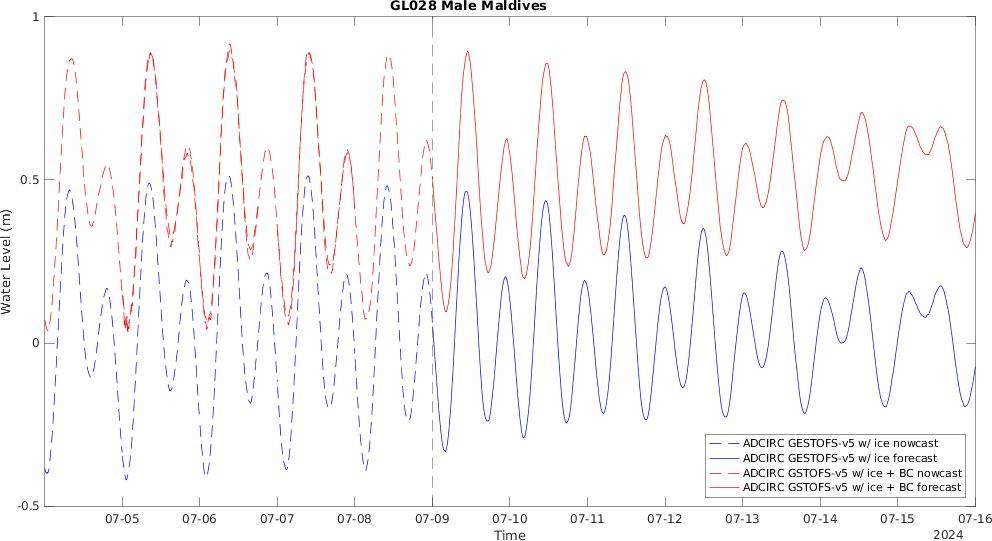 GL028 Male Maldives
1
0.5
0
-0.5
Water Level (m)
ADCIRC GESTOFS-v5 w/ ice nowcast
ADCIRC GESTOFS-v5 w/ ice forecast
ADCIRC GSTOFS-v5 w/ ice + BC nowcast
ADCIRC GSTOFS-v5 w/ ice + BC forecast
07-05 07-06 07-07 07-08 07-09 07-10 07-11 07-12 07-13 07-14 07-15 07-16
Time
2024